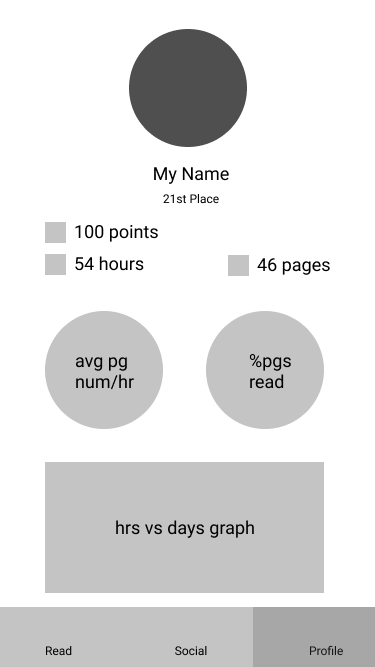 My Name
21st Place
100 points
54 hours
46 pages
avg pg
num/hr
%pgs
read
hrs vs days graph
Read
Social
Profile